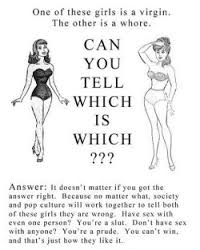 One of these girls is a virgin.
The other is a whore.
CAN
YOU
TELL
WHICH
IS
WHICH
???
Answer: It doesn't matter if you got the
answer right. Because no matter what, society
and pop culture will work together to tell both
of these girls they are wrong. Have sex with
even one person? You're a slut. Don't have sex
with anyone? You're a prude. You can't win,
and that's just how they like it.